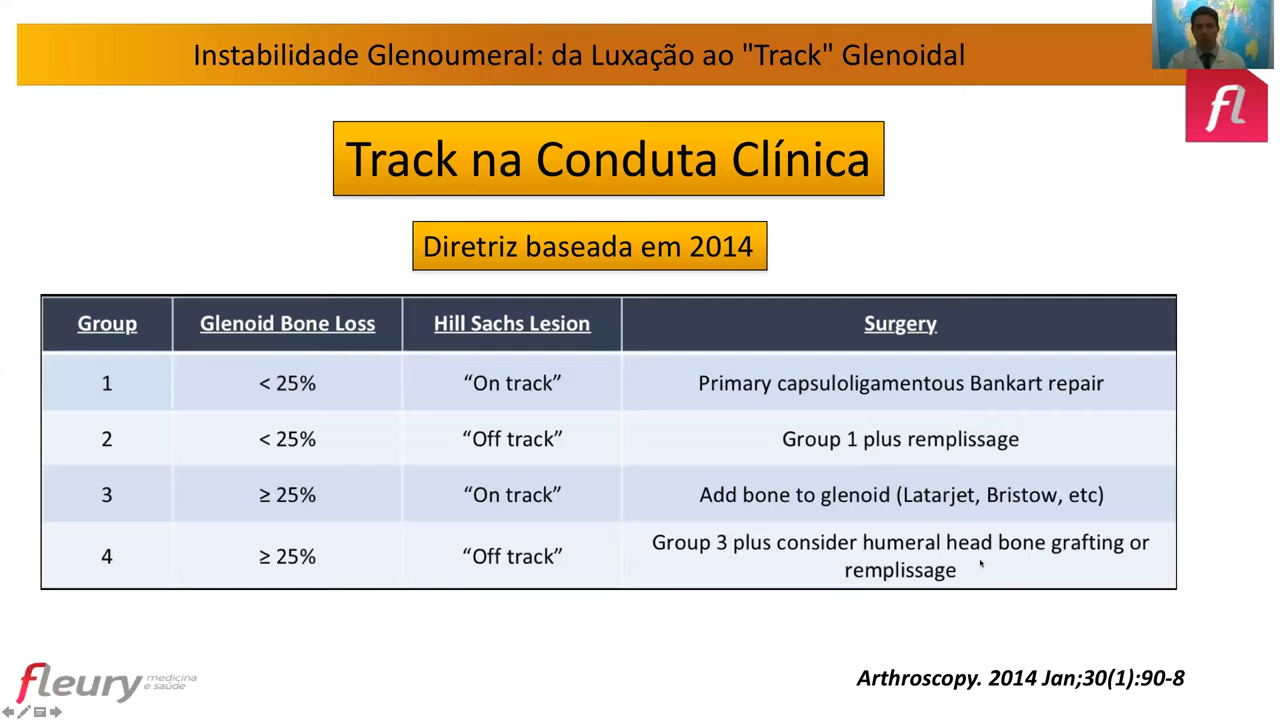 Instabilidade Glenoumeral: da Luxação ao "Track" Glenoidal
fl
Track na Conduta Clínica
Diretriz baseada em 2014
Group Glenoid Bone Loss Hill Sachs Lesion Surgery
1 < 25% “On track” Primary capsuloligamentous Bankart repair
2 < 25% “Off track” Group 1 plus remplissage
3 ≥ 25% “On track” Add bone to glenoid (Latarjet, Bristow, etc)
4 ≥ 25% “Off track” Group 3 plus consider humeral head bone grafting or
remplissage
fleury medicina
e saúde
Arthroscopy. 2014 Jan;30(1):90-8